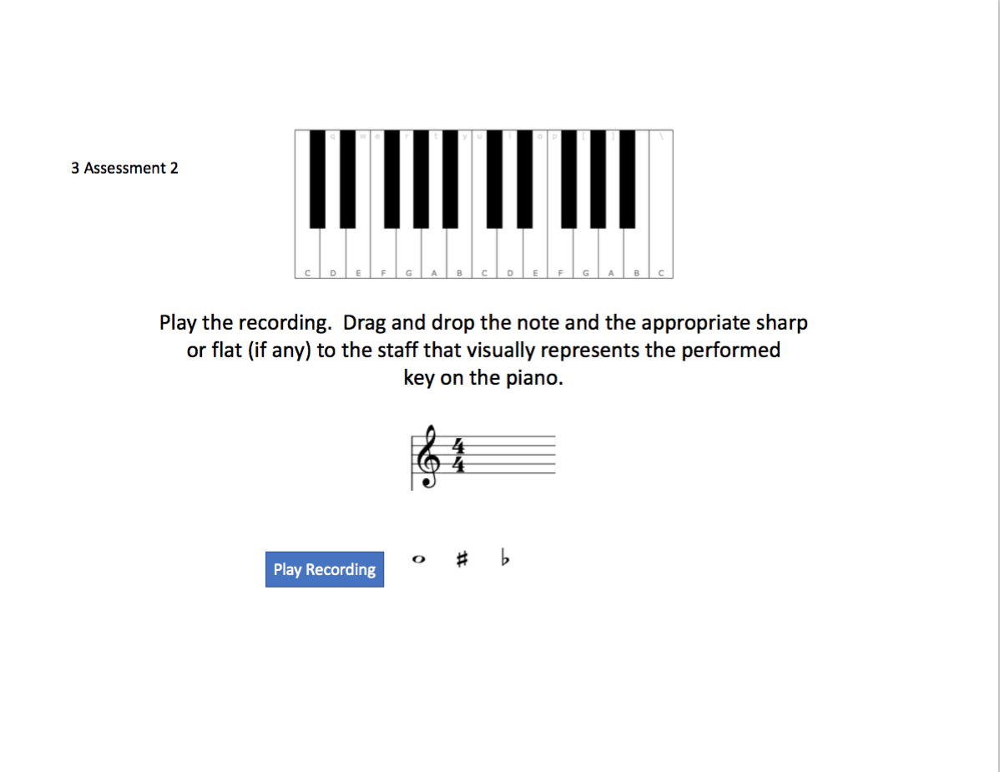 q w e r t y u i o p [ ] \
3 Assessment 2
C D E F G A B C D E F G A B C
Play the recording. Drag and drop the note and the appropriate sharp
or flat (if any) to the staff that visually represents the performed
key on the piano.
4
4
Play Recording